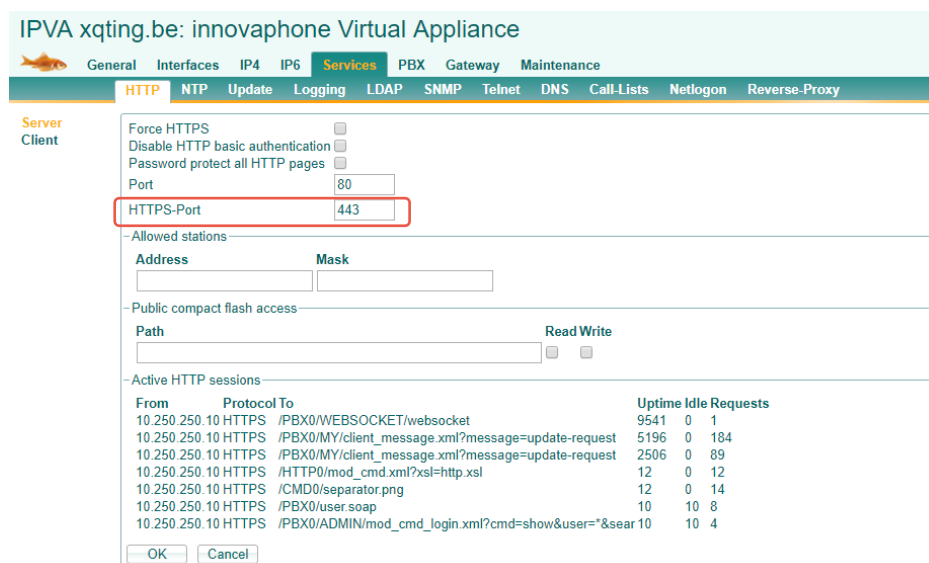 IPVA xqting.be: innovaphone Virtual Appliance
General Interfaces IP4 IP6 Services PBX Gateway Maintenance
HTTP NTP Update Logging LDAP SNMP Telnet DNS Call-Lists Netlogon Reverse-Proxy
Server
Client
Force HTTPS
Disable HTTP basic authentication
Password protect all HTTP pages
Port 80
HTTPS-Port 443
Allowed stations
Address Mask
Public compact flash access
Path Read Write
Active HTTP sessions
From Protocol To Uptime Idle Requests
10.250.250.10 HTTPS /PBX0/WEBSOCKET/websocket 9541 0 1
10.250.250.10 HTTPS /PBX0/MY/client_message.xml?message=update-request 5196 0 184
10.250.250.10 HTTPS /PBX0/MY/client_message.xml?message=update-request 2506 0 89
10.250.250.10 HTTPS /HTTP0/mod_cmd.xml?xsl=http.xsl 12 0 12
10.250.250.10 HTTPS /CMD0/separator.png 12 0 14
10.250.250.10 HTTPS /PBX0/user.soap 10 10 8
10.250.250.10 HTTPS /PBX0/ADMIN/mod_cmd_login.xml?cmd=show&user=*&sear 10 10 4
OK Cancel